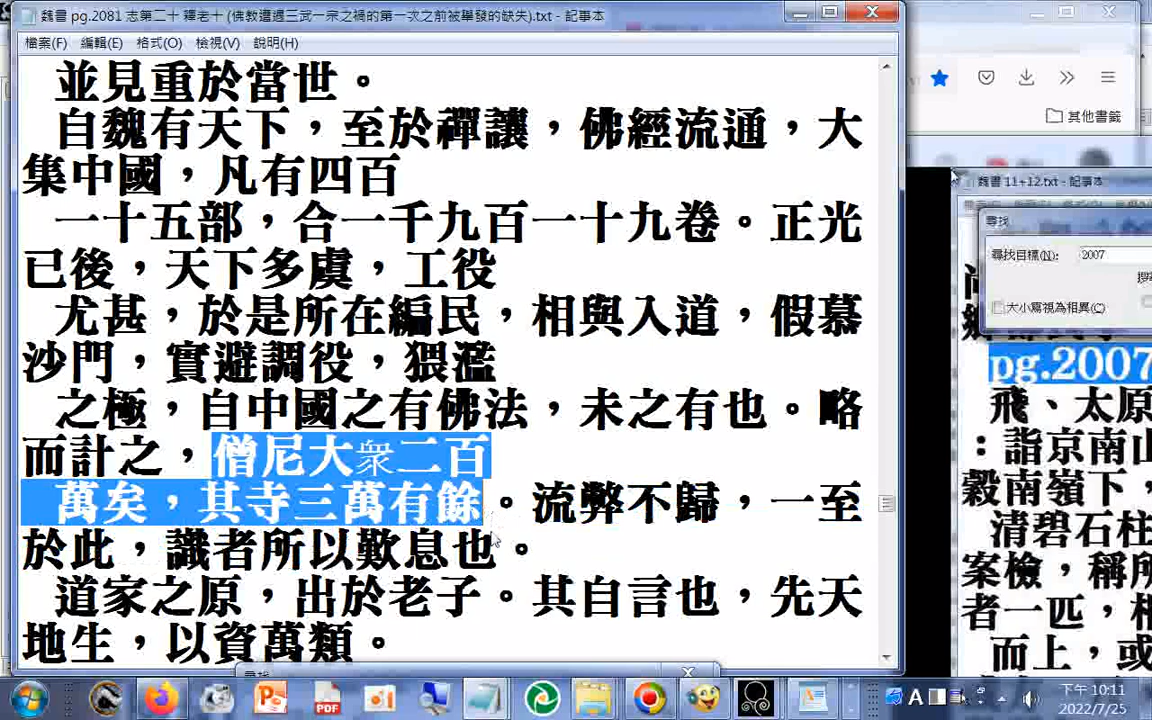 魏書 pg.2081 志第二十 釋老十 (佛教遭遇三武一宗之禍的第一次之前被舉發的缺失).txt - 記事本
檔案(F) 編輯(E) 格式(O) 檢視(V) 說明(H)
並見重於當世。
自魏有天下，至於禪讓，佛經流通，大
集中國，凡有四百
一十五部，合一千九百一十九卷。正光
已後，天下多虞，工役
尤甚，於是所在編民，相與入道，假慕
沙門，實避調役，猥濫
之極，自中國之有佛法，未之有也。略
而計之，僧尼大衆二百
萬矣，其寺三萬有餘。流弊不歸，一至
於此，識者所以歎息也。
道家之原，出於老子。其自言也，先天
地生，以資萬類。
其他書籤
魏書 11+12.txt - 記事本
尋找
尋找目標(N): 2007
大小寫視為相異(C)
pg.2007
飛、太原
：詣京南山
穀南嶺下，
清碧石柱
案檢，稱所
者一匹，相
而上，或
PDF
A
下午 10:11
2022/7/25